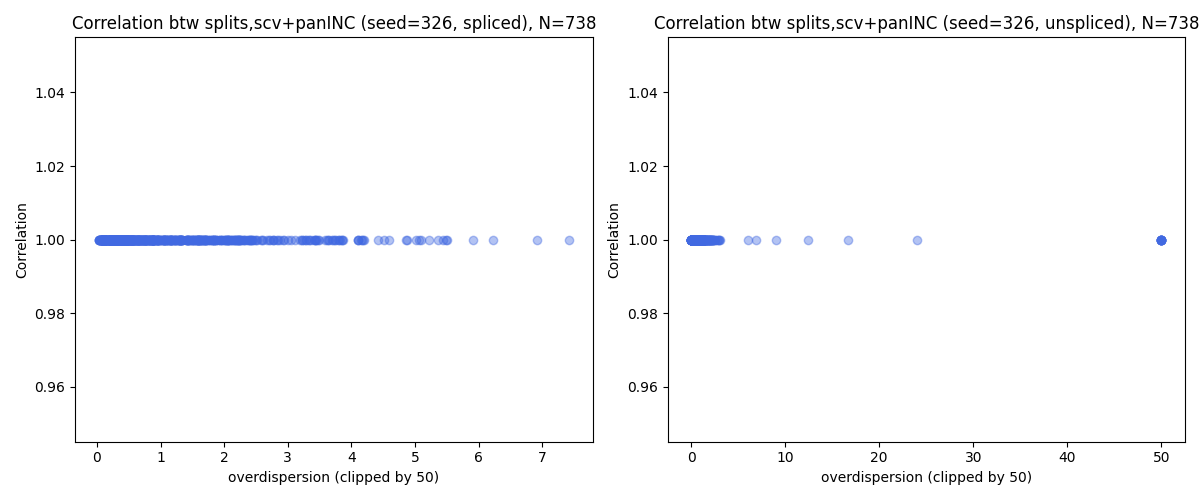 Correlation btw splits,scv+panINC (seed=326, spliced), N=738
1.04
1.02
1.00
0.98
0.96
Correlation
0 1 2 3 4 5 6 7
overdispersion (clipped by 50)
Correlation btw splits,scv+panINC (seed=326, unspliced), N=738
1.04
1.02
1.00
0.98
0.96
Correlation
0 10 20 30 40 50
overdispersion (clipped by 50)